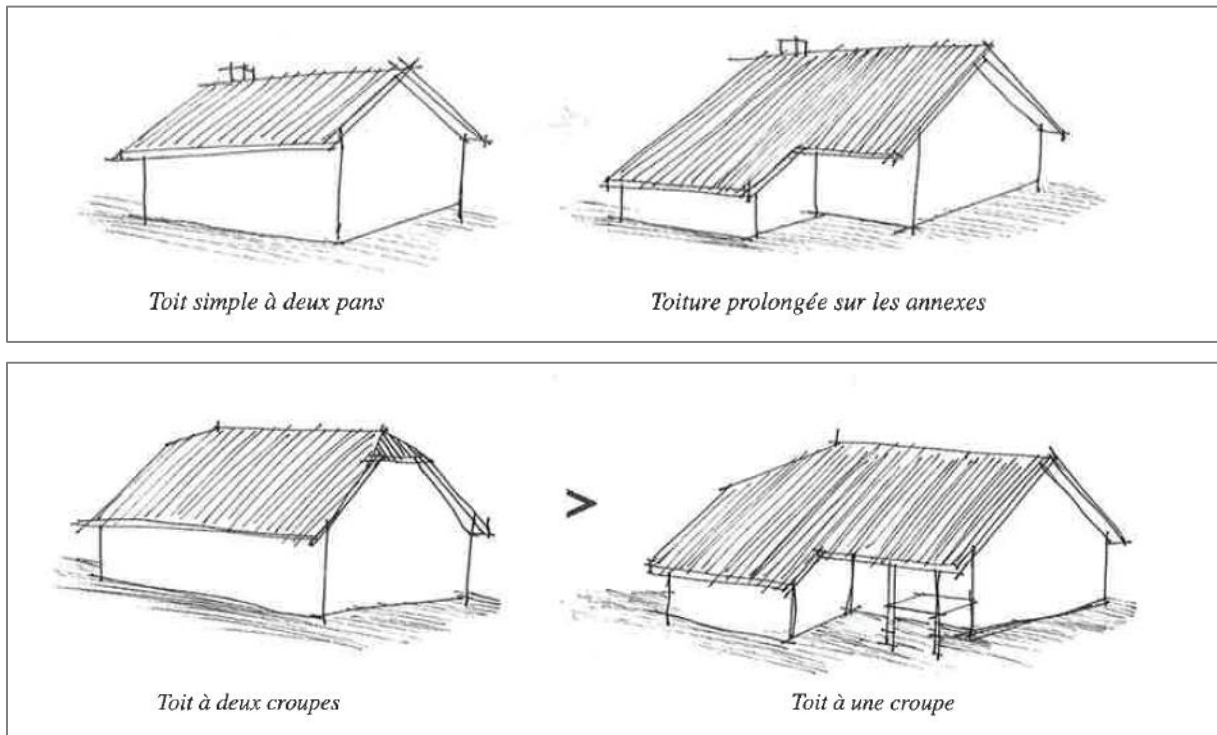 Toit simple à deux pans
Toiture prolongée sur les annexes
>
Toit à deux croupes
Toit à une croupe